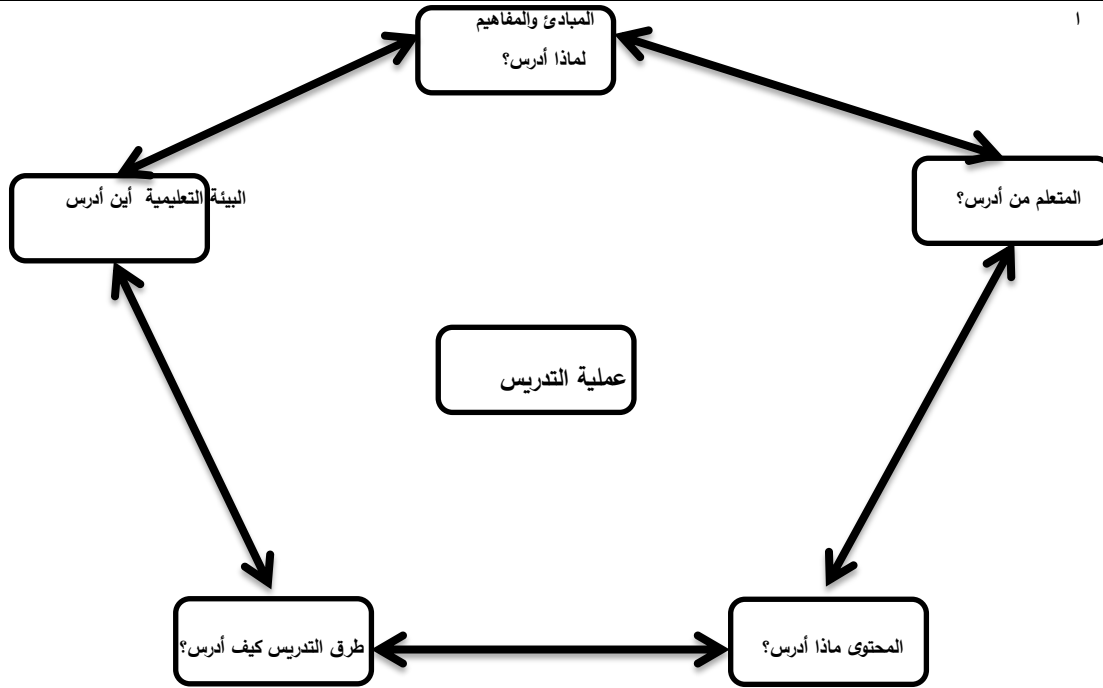 ا
المبادئ والمفاهيم
لماذا أدرس؟
المتعلم من أدرس؟
البيئة التعليمية أين أدرس
عملية التدريس
المحتوى ماذا أدرس؟
طرق التدريس كيف أدرس؟